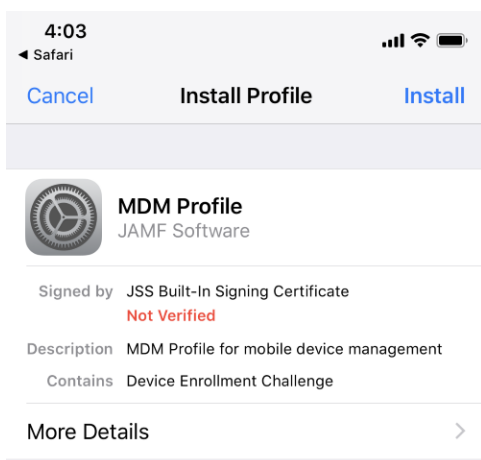 4:03
◀ Safari
Cancel Install Profile Install
MDM Profile
JAMF Software
Signed by JSS Built-In Signing Certificate
Not Verified
Description MDM Profile for mobile device management
Contains Device Enrollment Challenge
More Details